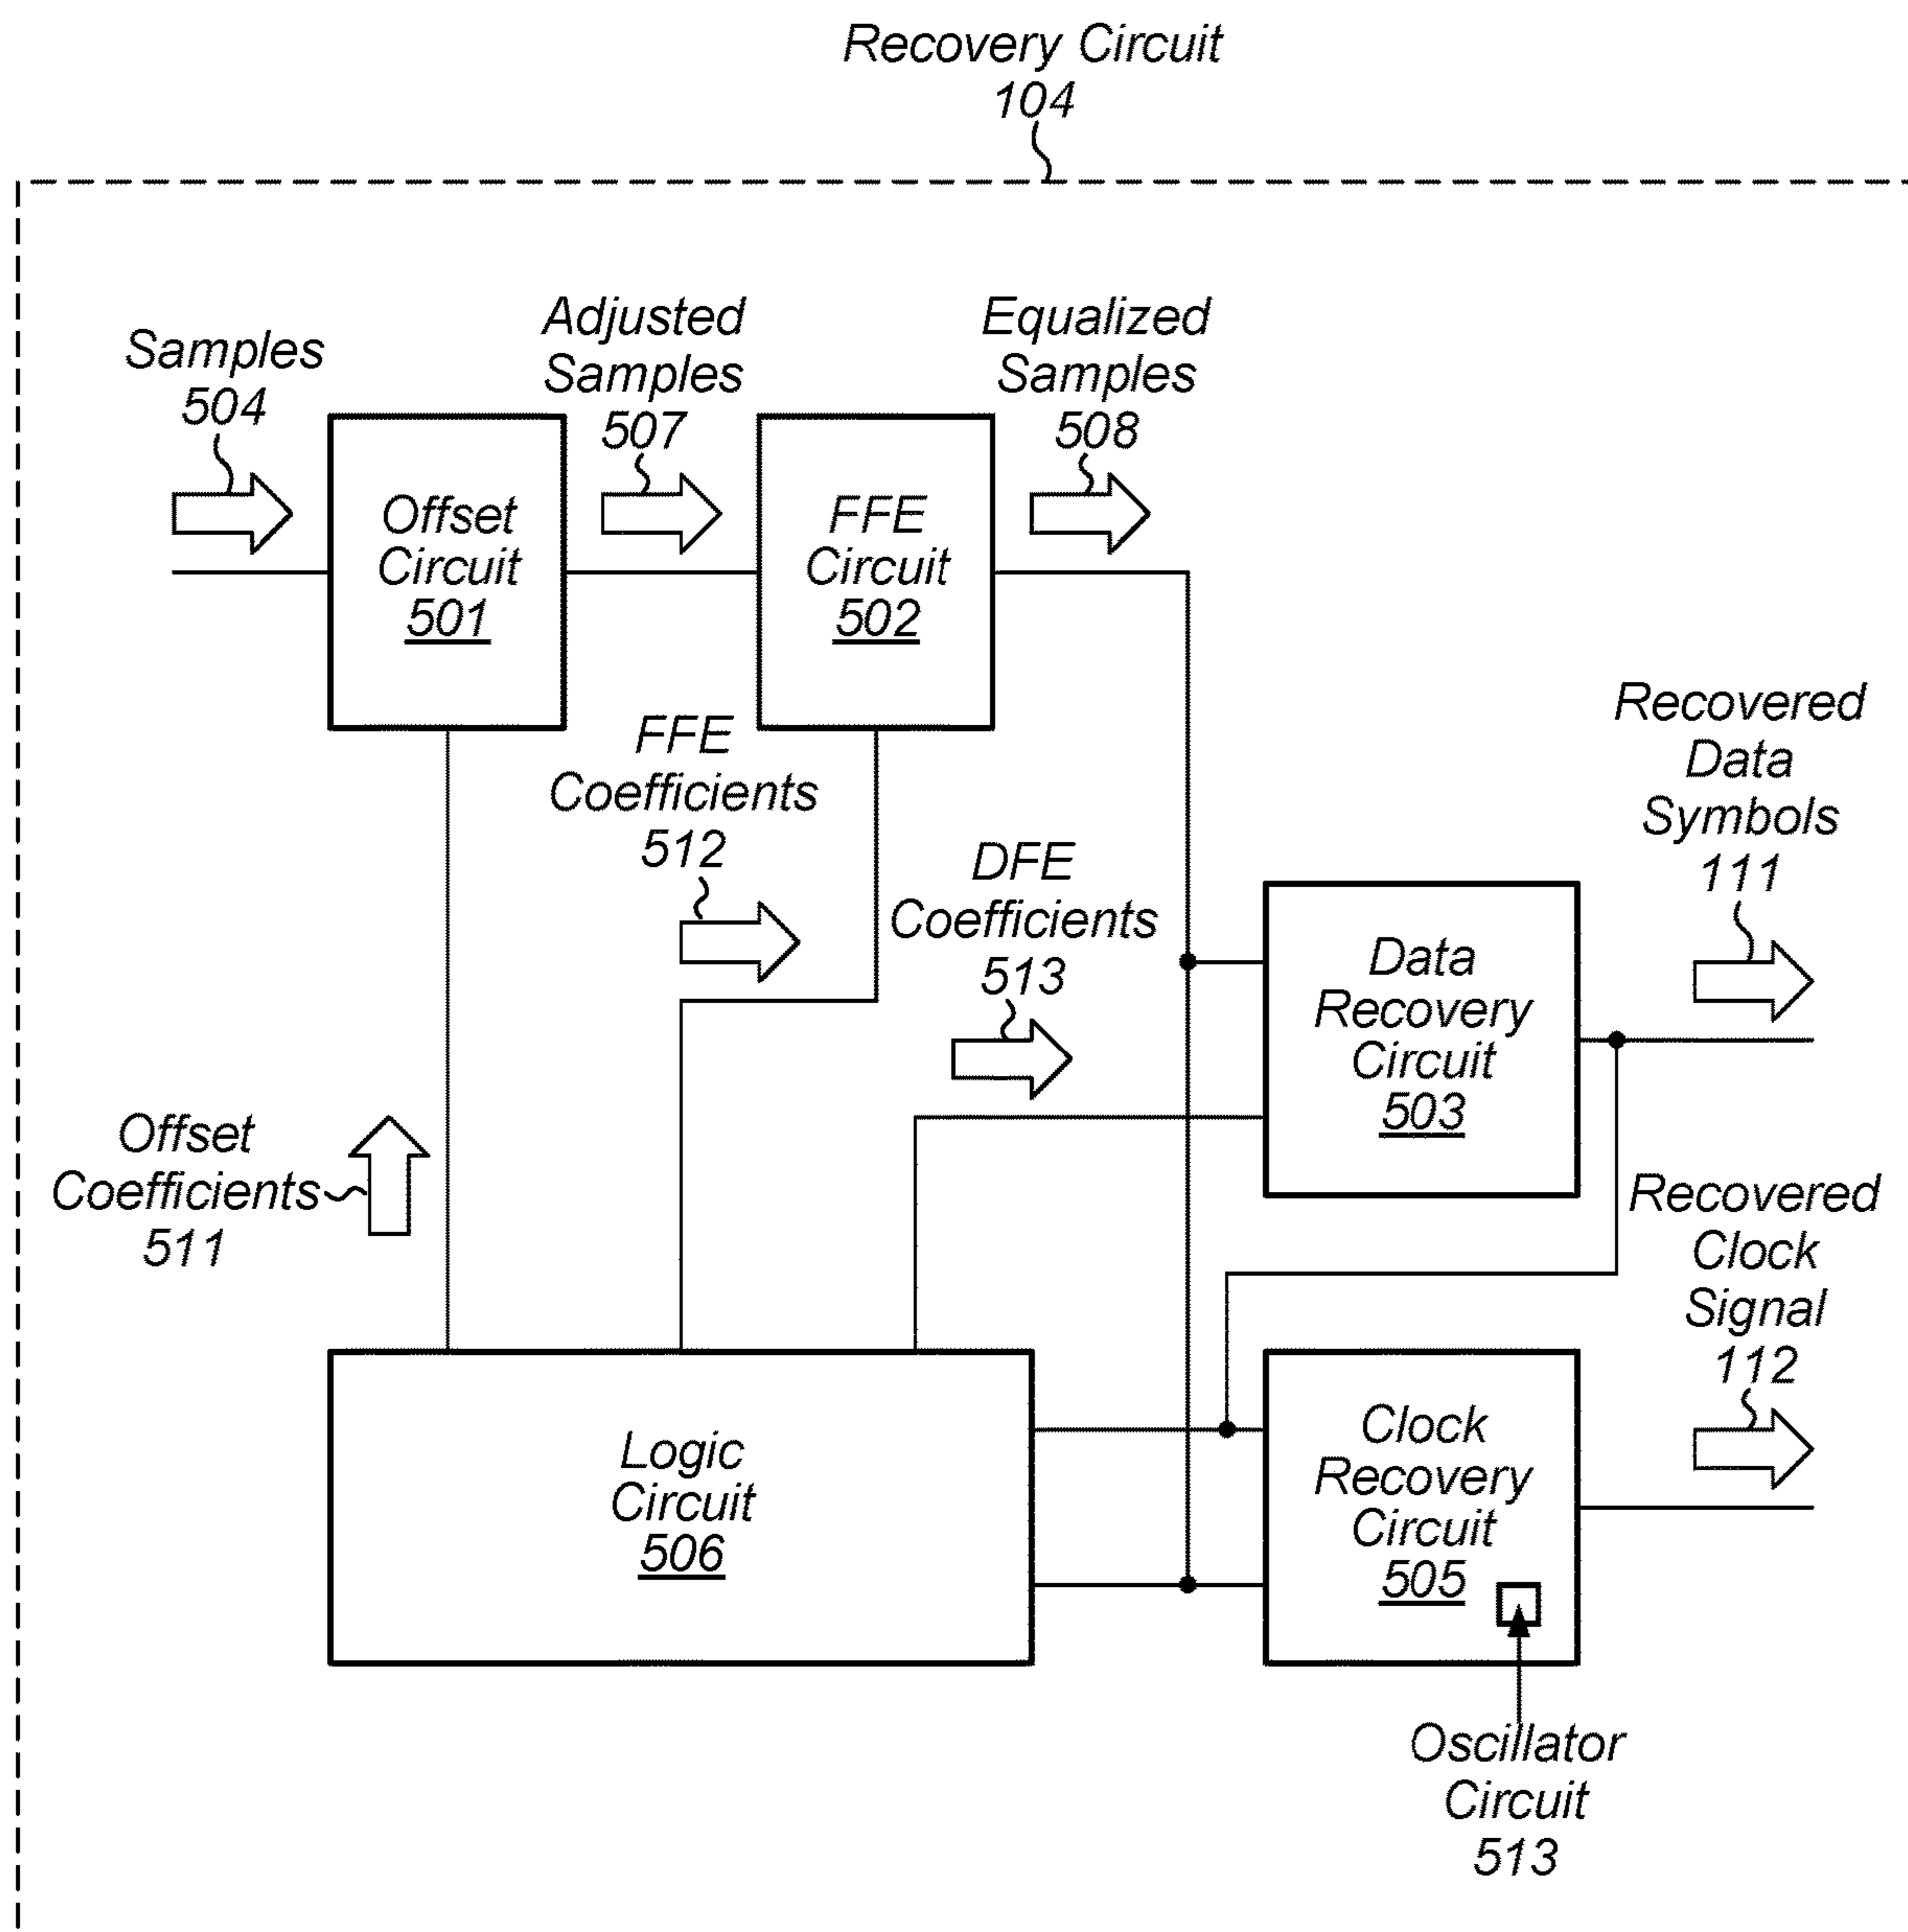 Recovery Circuit
104
Samples
504
Adjusted
Samples
507
Equalized
Samples
508
Offset
Circuit
501
FFE
Circuit
502
FFE
Coefficients
512
DFE
Coefficients
513
Recovered
Data
Symbols
111
Data
Recovery
Circuit
503
Offset
Coefficients
511
Recovered
Clock
Signal
112
Logic
Circuit
506
Clock
Recovery
Circuit
505
Oscillator
Circuit
513